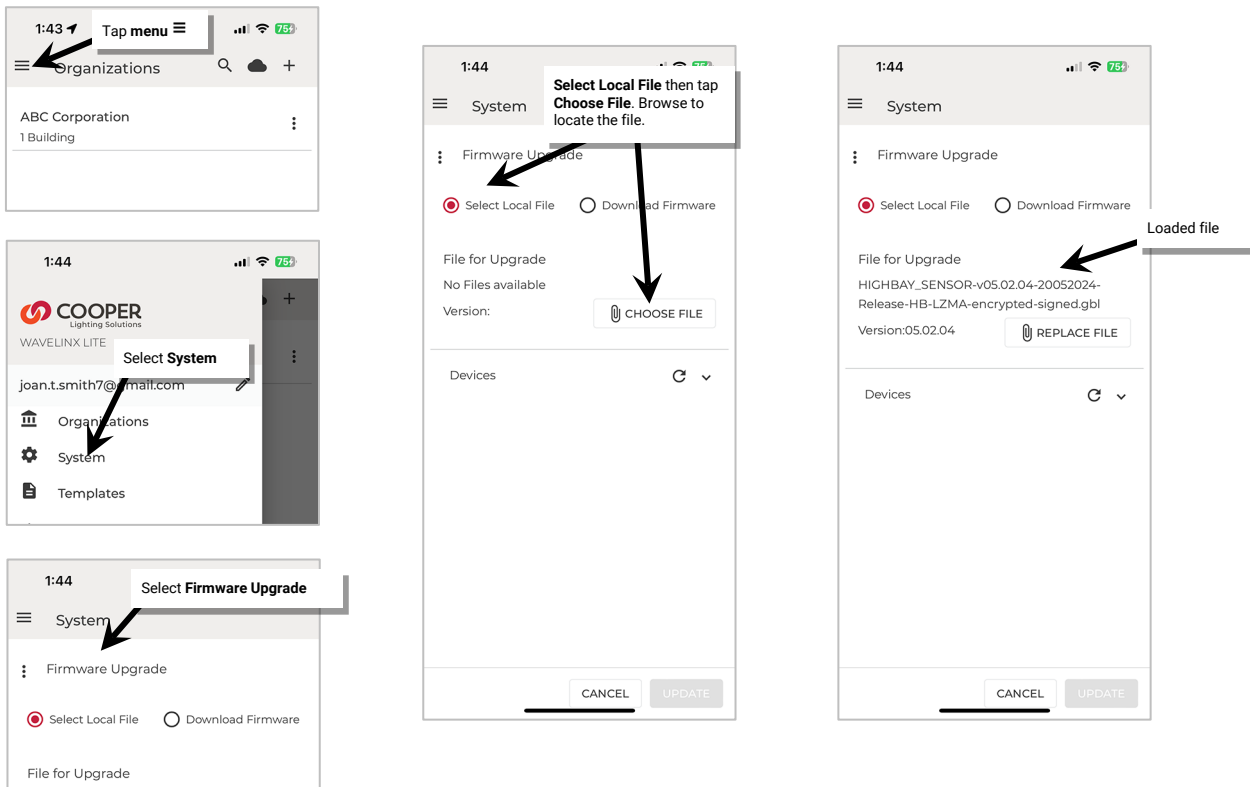 1:43
75
Tap menu ≡
Organizations
ABC Corporation
1 Building
1:44
75
COOPER
Lighting Solutions
WAVELINX LITE
Select System
joan.t.smith7@gmail.com
Organizations
System
Templates
1:44
Select Firmware Upgrade
System
Firmware Upgrade
Select Local File
Download Firmware
File for Upgrade
1:44
Select Local File then tap
Choose File. Browse to
locate the file.
System
Firmware Upgrade
Select Local File
Download Firmware
File for Upgrade
No Files available
Version:
CHOOSE FILE
Devices
CANCEL
UPDATE
1:44
75
System
Firmware Upgrade
Select Local File
Download Firmware
Loaded file
File for Upgrade
HIGHBAY_SENSOR-v05.02.04-20052024-
Release-HB-LZMA-encrypted-signed.gbl
Version:05.02.04
REPLACE FILE
Devices
CANCEL
UPDATE